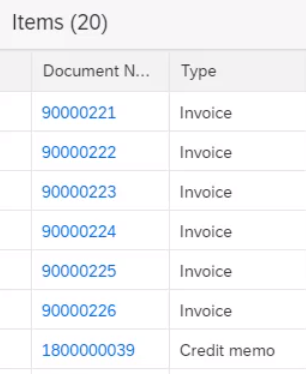 Items (20)
Document N... Type
90000221 Invoice
90000222 Invoice
90000223 Invoice
90000224 Invoice
90000225 Invoice
90000226 Invoice
1800000039 Credit memo